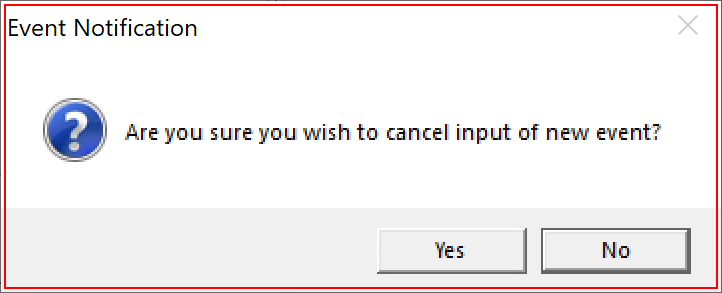 Event Notification
Are you sure you wish to cancel input of new event?
Yes
No